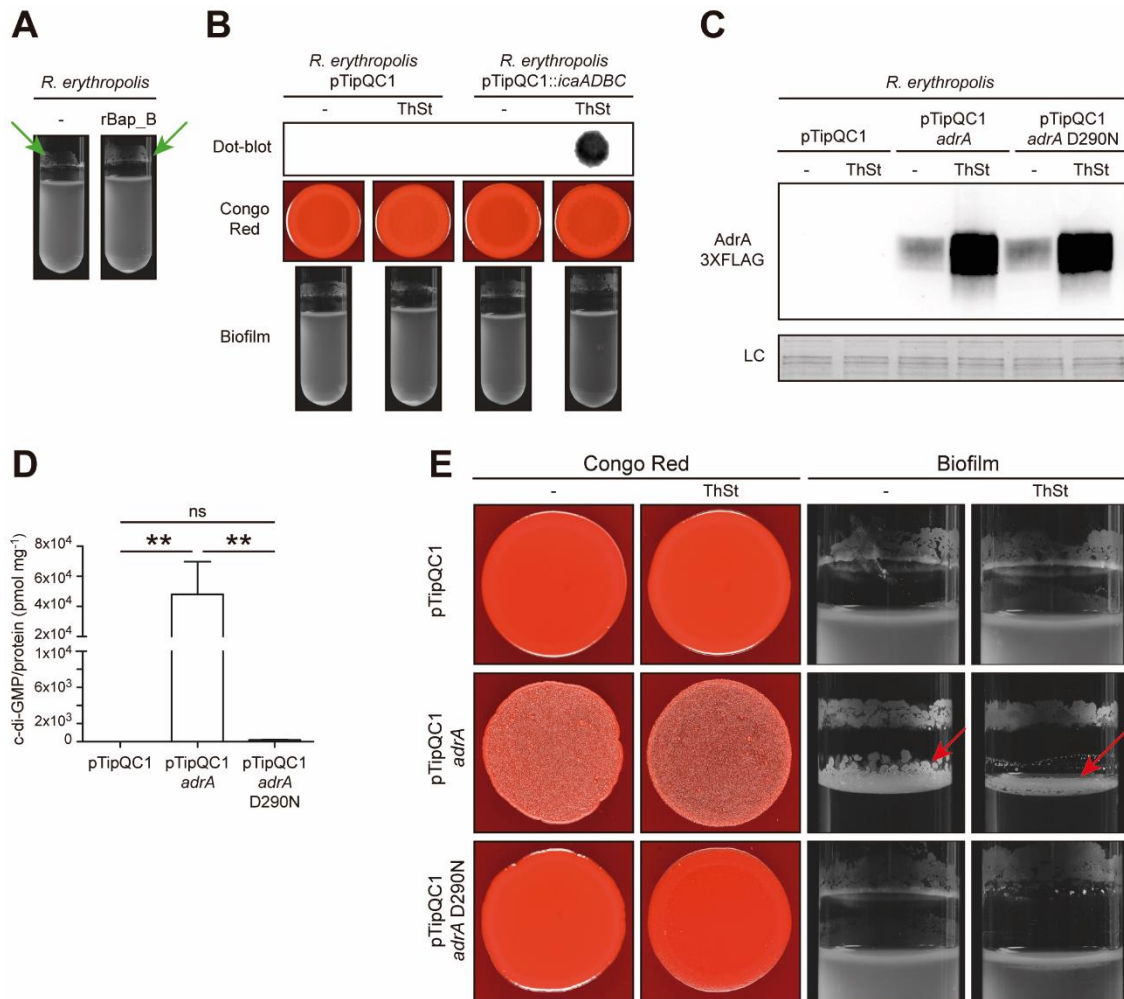 A
R. erythropolis
- rBap_B
B
R. erythropolis
pTipQC1
R. erythropolis
pTipQC1::icaADBC
- ThSt - ThSt
Dot-blot
Congo
Red
Biofilm
C
R. erythropolis
pTipQC1
pTipQC1
adrA
pTipQC1
adrA D290N
- ThSt - ThSt - ThSt
AdrA
3XFLAG
LC
D
ns
** **
c-di-GMP/protein (pmol mg⁻¹)
8x10⁴
6x10⁴
4x10⁴
2x10⁴
1x10⁴
6x10³
2x10³
0
pTipQC1
pTipQC1
adrA
pTipQC1
adrA
D290N
E
Congo Red Biofilm
- ThSt - ThSt
pTipQC1
pTipQC1
adrA
pTipQC1
adrA D290N